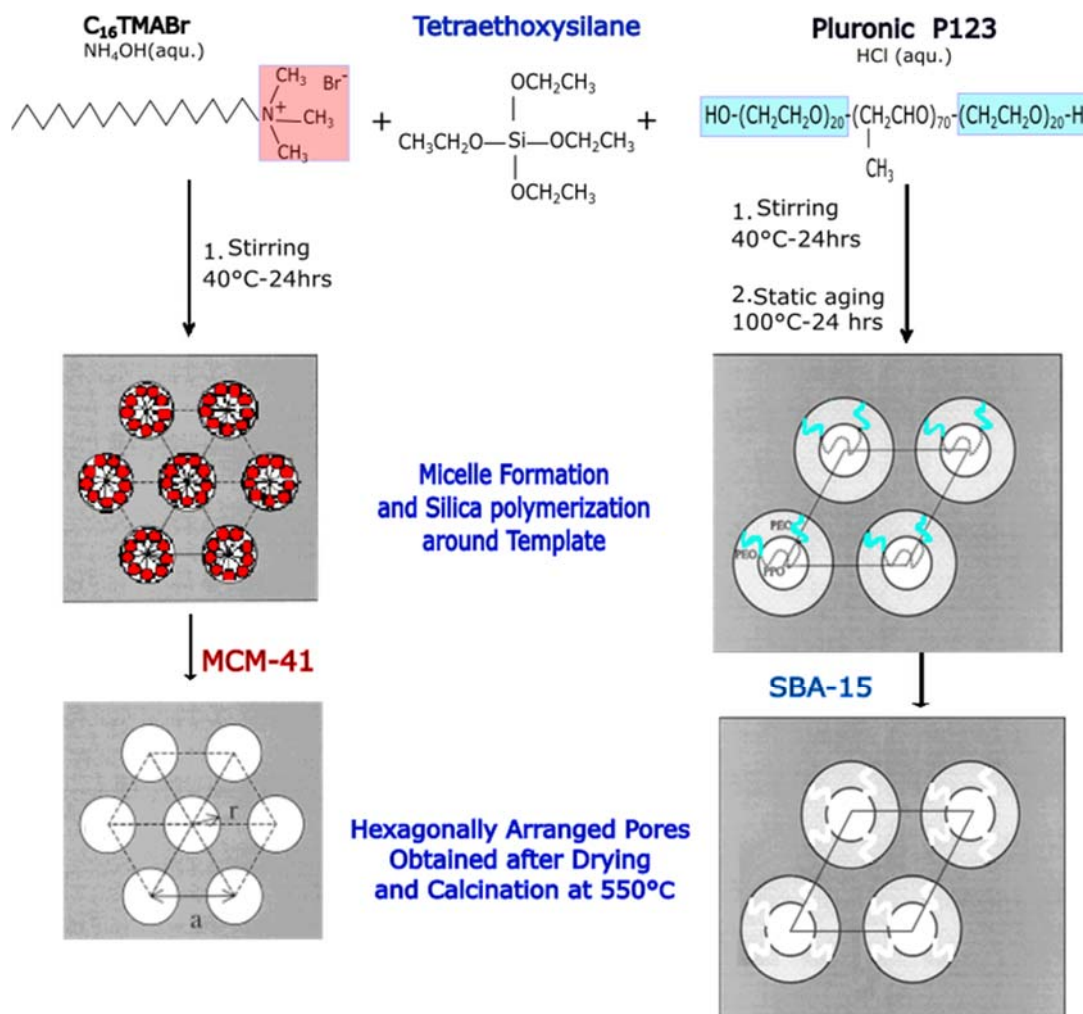 C₁₆TMABr
NH₄OH(aqu.)
Tetraethoxysilane
Pluronic P123
HCl (aqu.)
CH₃
Br⁻
N⁺
CH₃
CH₃
+
OCH₂CH₃
CH₃CH₂O—Si—OCH₂CH₃
OCH₂CH₃
+
HO-(CH₂CH₂O)₂₀-(CH₂CHO)₇₀-(CH₂CH₂O)₂₀-H
CH₃
1. Stirring
40°C-24hrs
1. Stirring
40°C-24hrs
2. Static aging
100°C-24 hrs
Micelle Formation
and Silica polymerization
around Template
PEO
PEO
PPO
MCM-41
SBA-15
r
a
Hexagonally Arranged Pores
Obtained after Drying
and Calcination at 550°C